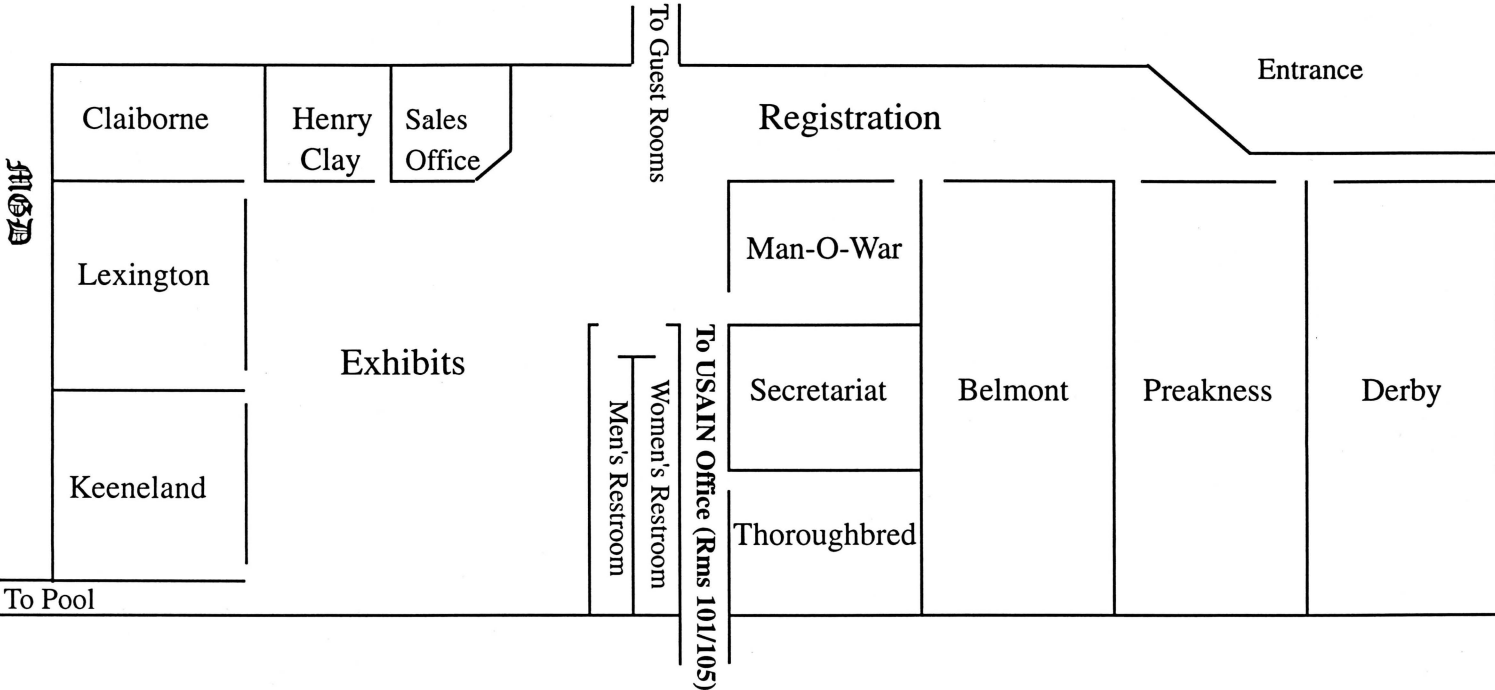 To Guest Rooms
Entrance
Claiborne
Henry
Clay
Sales
Office
Registration
MGD
Man-O-War
Lexington
Exhibits
To USAIN Office (Rms 101/105)
Secretariat
Belmont
Preakness
Derby
Women's Restroom
Men's Restroom
Keeneland
Thoroughbred
To Pool